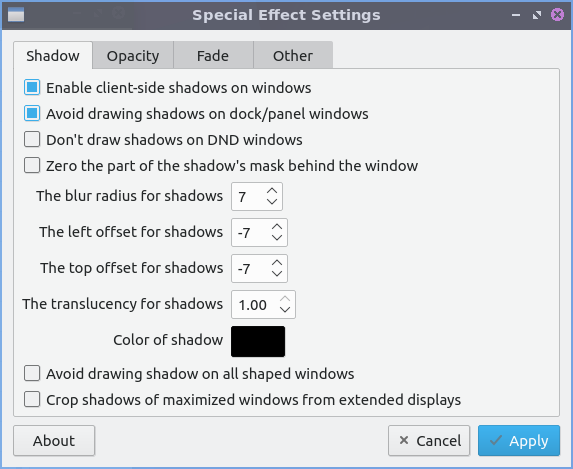 Special Effect Settings
Shadow Opacity Fade Other
Enable client-side shadows on windows
Avoid drawing shadows on dock/panel windows
Don't draw shadows on DND windows
Zero the part of the shadow's mask behind the window
The blur radius for shadows 7
The left offset for shadows -7
The top offset for shadows -7
The translucency for shadows 1.00
Color of shadow
Avoid drawing shadow on all shaped windows
Crop shadows of maximized windows from extended displays
About Cancel Apply